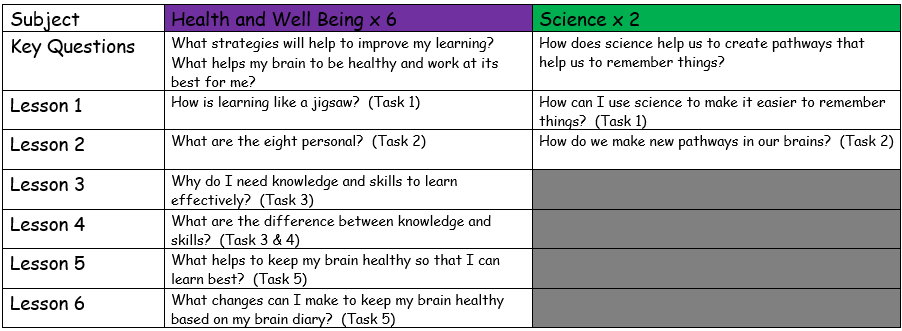 Subject
Health and Well Being x 6
Science x 2
Key Questions
What strategies will help to improve my learning?
What helps my brain to be healthy and work at its
best for me?
How does science help us to create pathways that
help us to remember things?
Lesson 1
How is learning like a jigsaw? (Task 1)
How can I use science to make it easier to remember
things? (Task 1)
Lesson 2
What are the eight personal? (Task 2)
How do we make new pathways in our brains? (Task 2)
Lesson 3
Why do I need knowledge and skills to learn
effectively? (Task 3)
Lesson 4
What are the difference between knowledge and
skills? (Task 3 & 4)
Lesson 5
What helps to keep my brain healthy so that I can
learn best? (Task 5)
Lesson 6
What changes can I make to keep my brain healthy
based on my brain diary? (Task 5)